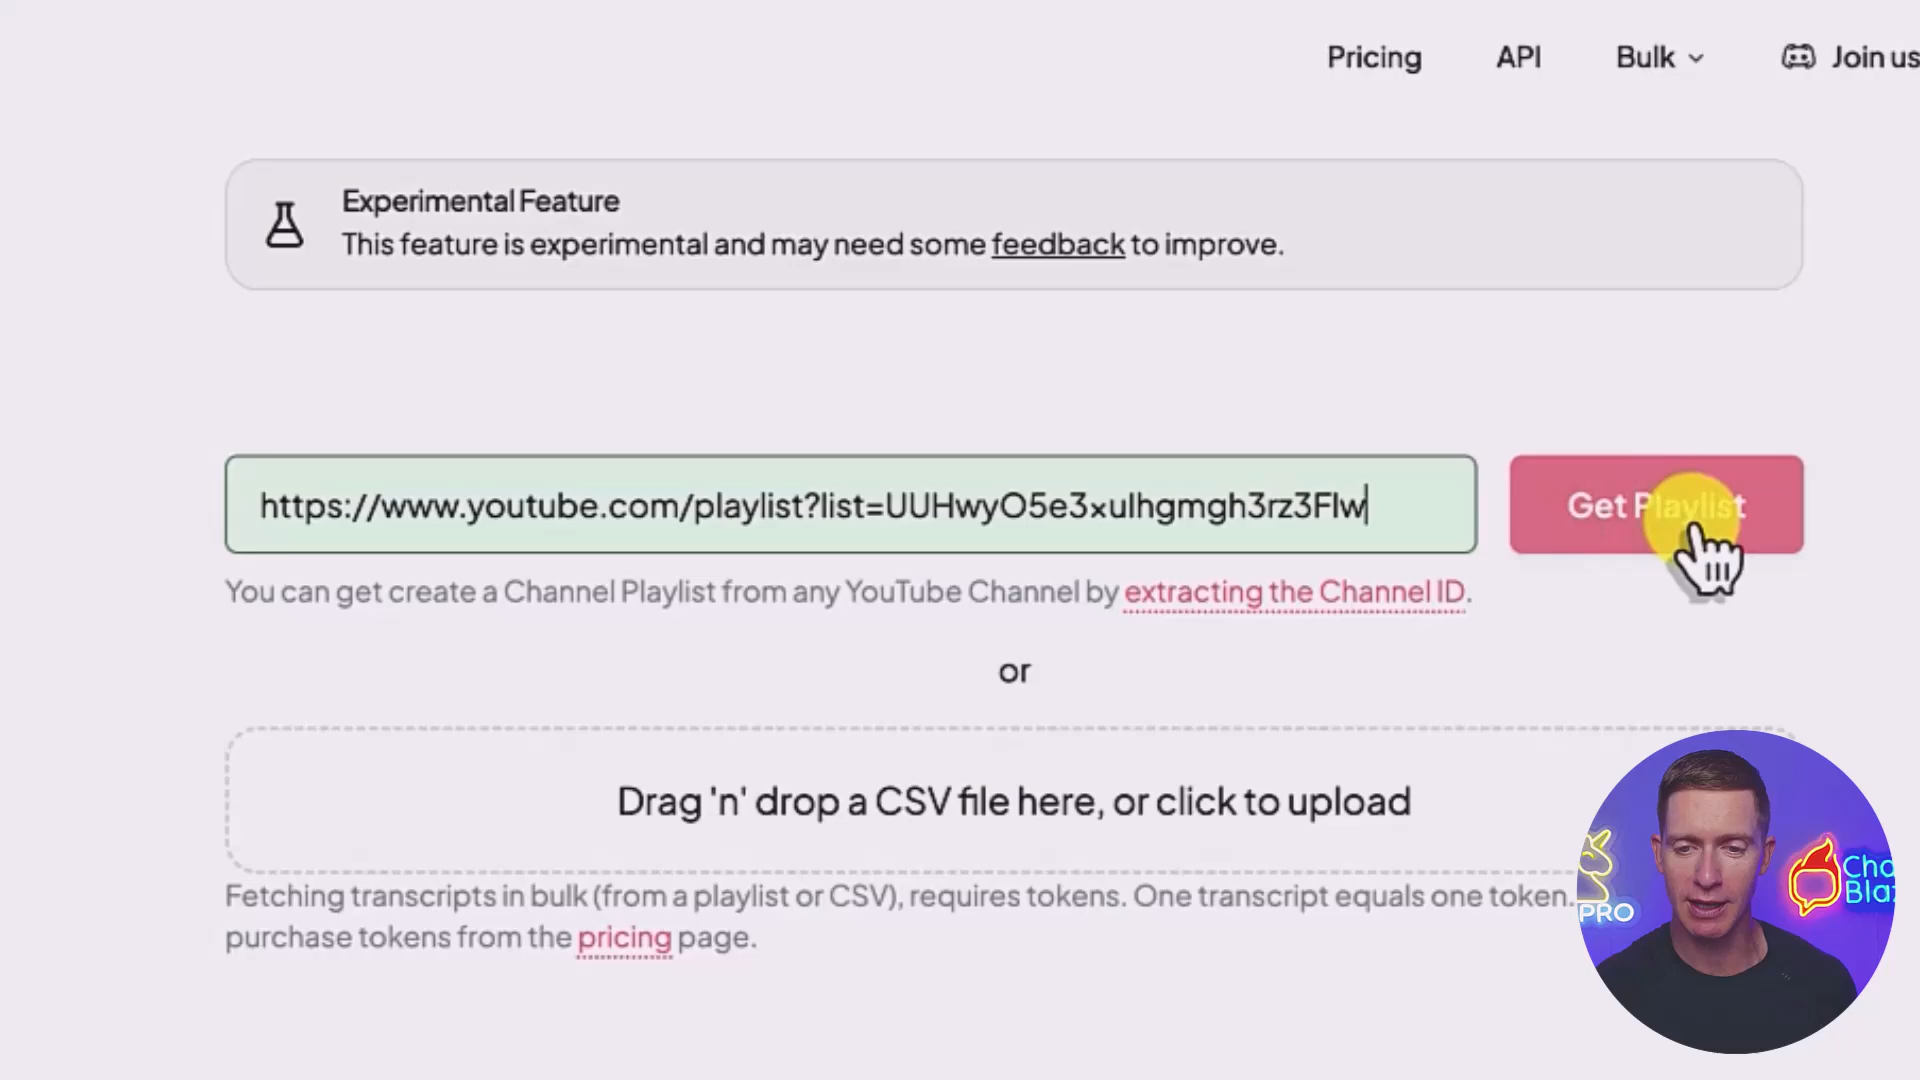 Pricing API Bulk Join us
Experimental Feature
This feature is experimental and may need some feedback to improve.
https://www.youtube.com/playlist?list=UUHwyO5e3xulhgmgh3rz3Flw
Get Playlist
You can get create a Channel Playlist from any YouTube Channel by extracting the Channel ID.
or
Drag 'n' drop a CSV file here, or click to upload
Fetching transcripts in bulk (from a playlist or CSV), requires tokens. One transcript equals one token.
purchase tokens from the pricing page.
PRO
Cha
Bla